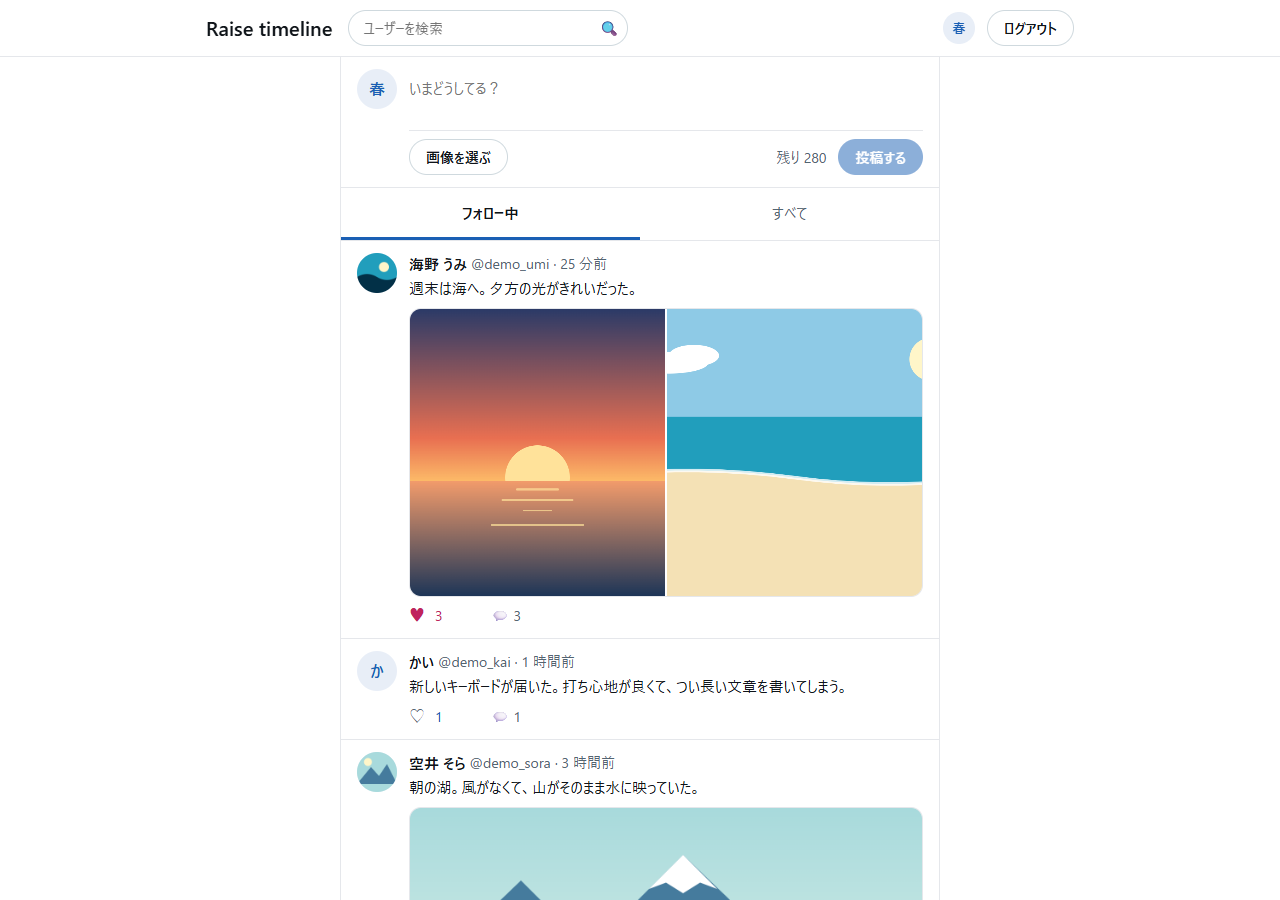 Raise timeline
ユーザーを検索
春
ログアウト
春
いまどうしてる？
画像を選ぶ
残り 280
投稿する
フォロー中
すべて
海野 うみ @demo_umi · 25 分前
週末は海へ。夕方の光がきれいだった。
3
3
か
かい @demo_kai · 1 時間前
新しいキーボードが届いた。打ち心地が良くて、つい長い文章を書いてしまう。
1
1
空井 そら @demo_sora · 3 時間前
朝の湖。風がなくて、山がそのまま水に映っていた。